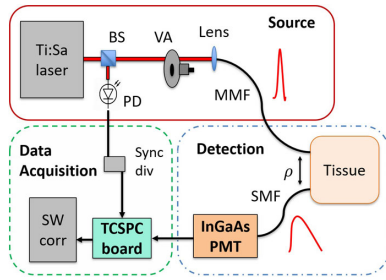 Source
BS
VA
Lens
Ti:Sa
laser
PD
MMF
Data
Acquisition
Sync
div
Detection
ρ
Tissue
SMF
SW
corr
TCSPC
board
InGaAs
PMT